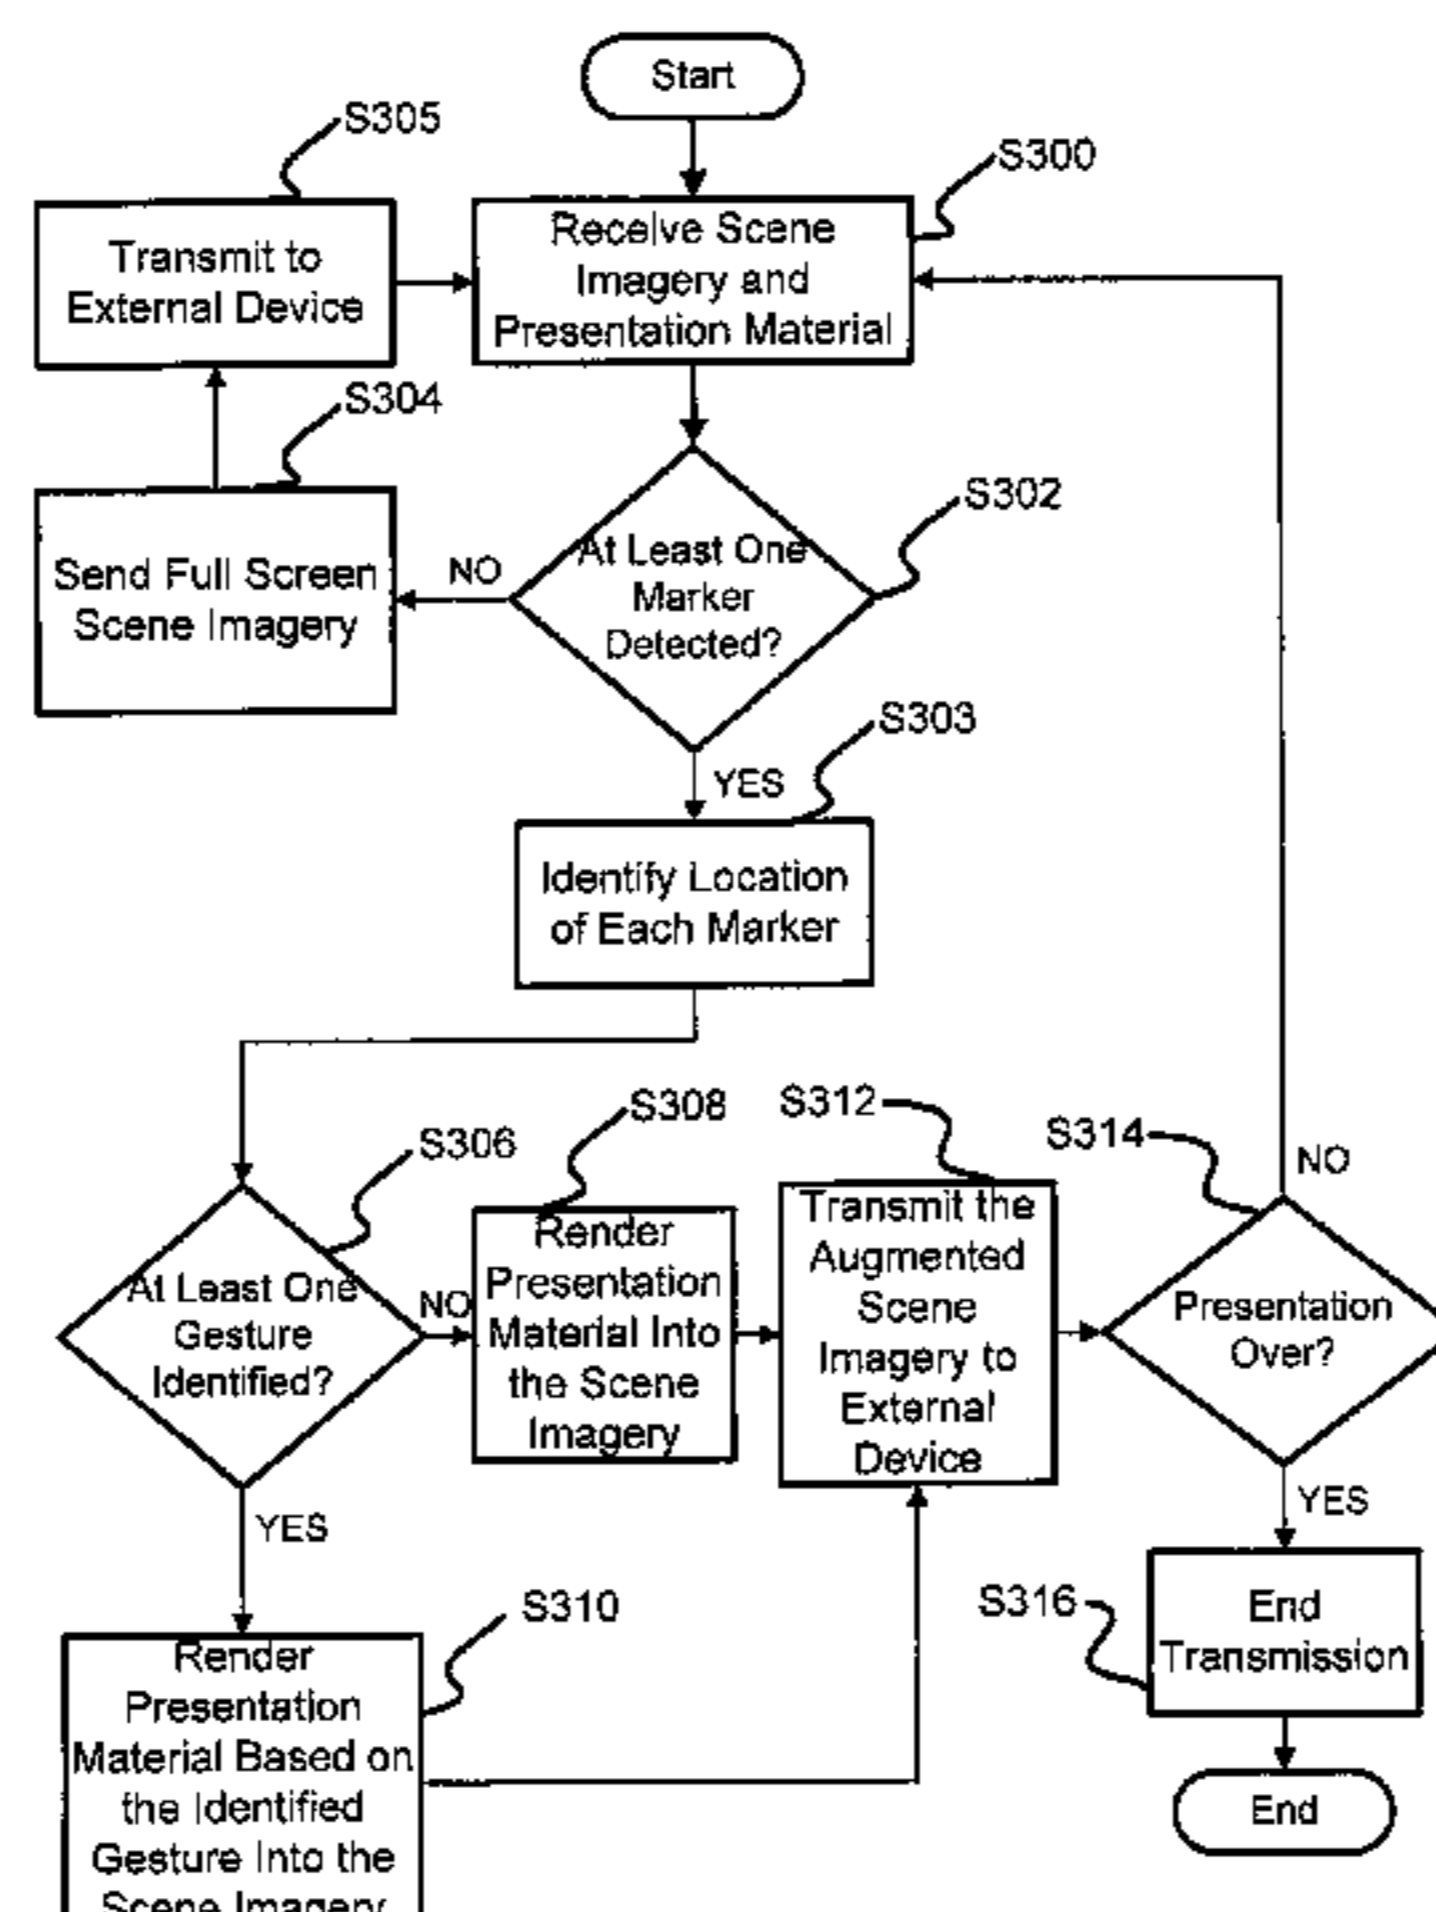 Start
S305
S300
Transmit to
External Device
Receive Scene
Imagery and
Presentation Material
S304
S302
Send Full Screen
Scene Imagery
NO
At Least One
Marker
Detected?
S303
YES
Identify Location
of Each Marker
S308
S312
S314
S306
NO
At Least One
Gesture
Identified?
NO
Render
Presentation
Material Into
the Scene
Imagery
Transmit the
Augmented
Scene
Imagery to
External
Device
Presentation
Over?
YES
YES
S310
S316
End
Transmission
Render
Presentation
Material Based on
the Identified
Gesture Into the
Scene Imagery
End